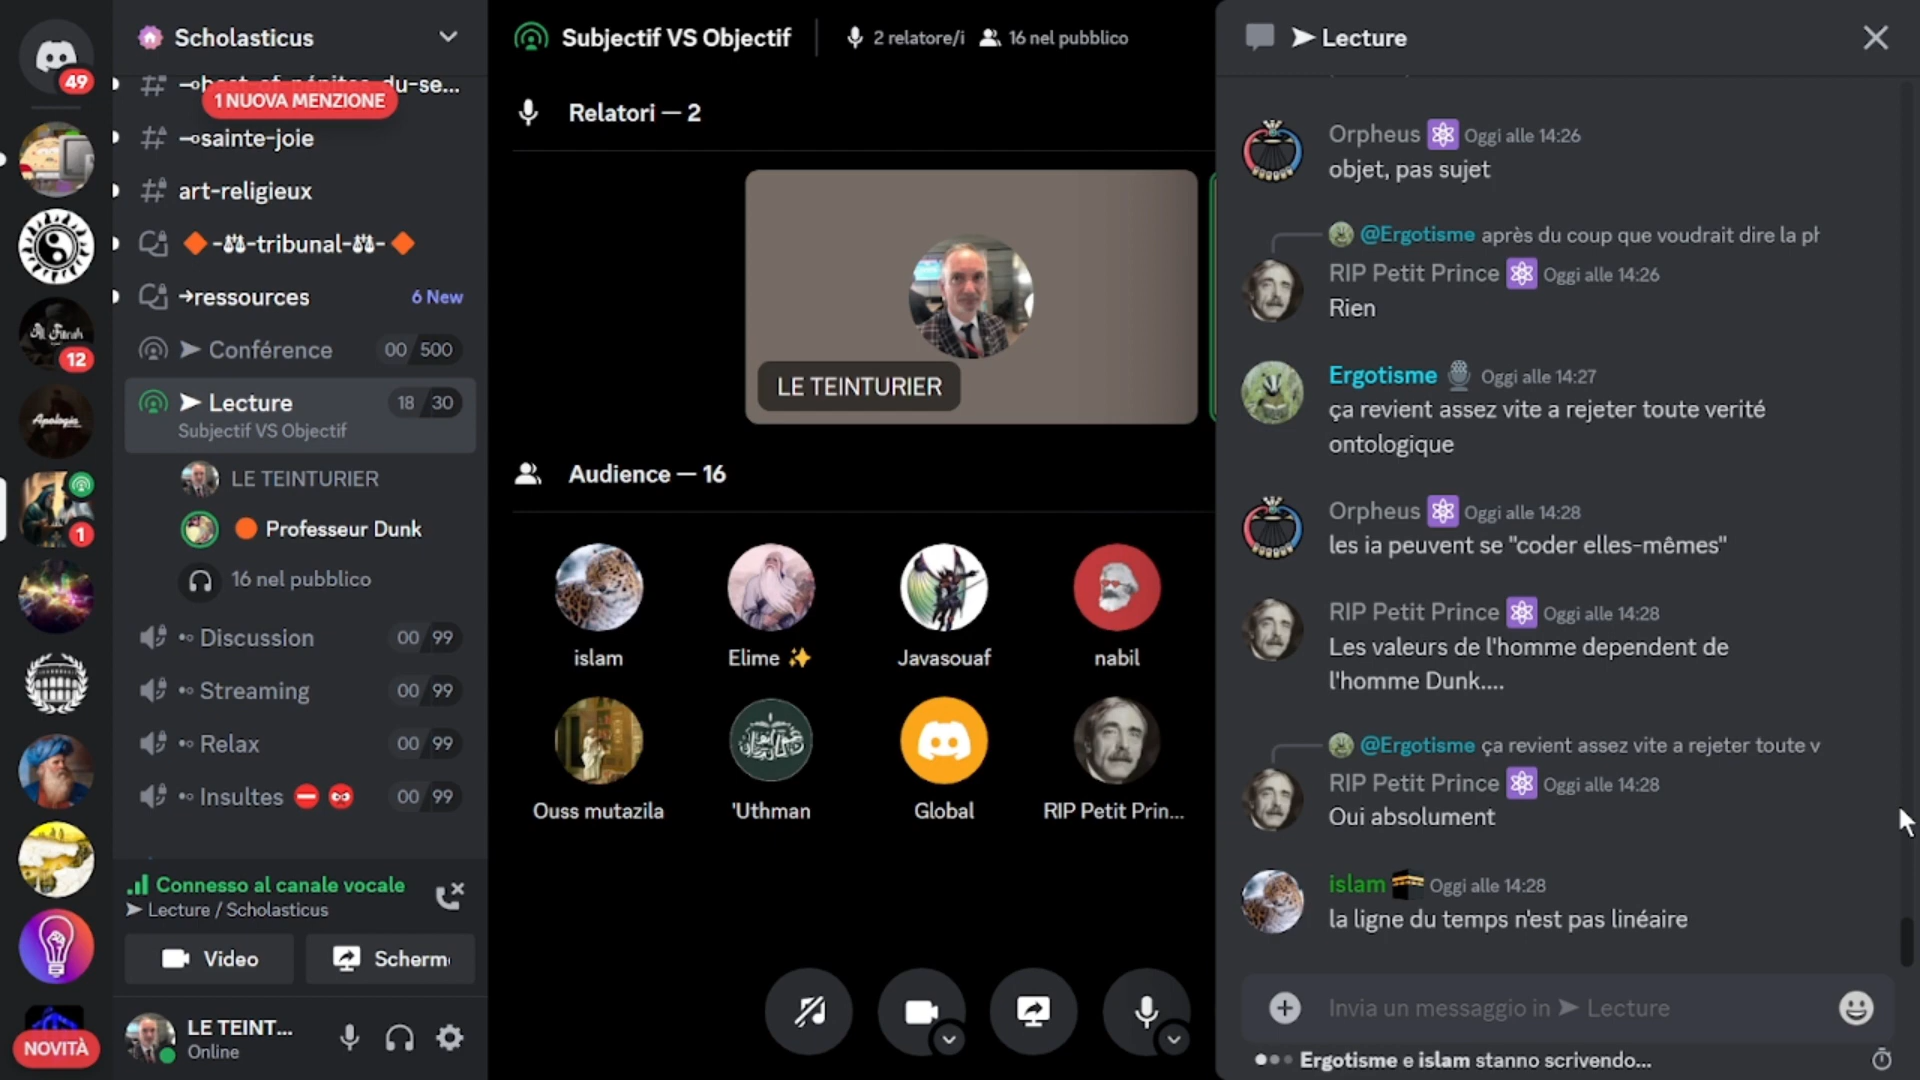 49
12
1
NOVITÀ
Scholasticus
1 NUOVA MENZIONE
sainte-joie
art-religieux
-tribunal-
ressources
6 New
➤ Conférence
00 500
➤ Lecture
18 30
Subjectif VS Objectif
LE TEINTURIER
Professeur Dunk
16 nel pubblico
Discussion
00 99
Streaming
00 99
Relax
00 99
Insultes
00 99
Connesso al canale vocale
➤ Lecture / Scholasticus
Video
Scherm
LE TEINT...
Online
Subjectif VS Objectif
2 relatore/i
16 nel pubblico
Relatori — 2
LE TEINTURIER
Audience — 16
islam
Elime ✨
Javasouaf
nabil
Ouss mutazila
'Uthman
Global
RIP Petit Prin...
➤ Lecture
Orpheus Oggi alle 14:26
objet, pas sujet
@Ergotisme après du coup que voudrait dire la ph
RIP Petit Prince Oggi alle 14:26
Rien
Ergotisme Oggi alle 14:27
ça revient assez vite a rejeter toute verité
ontologique
Orpheus Oggi alle 14:28
les ia peuvent se "coder elles-mêmes"
RIP Petit Prince Oggi alle 14:28
Les valeurs de l'homme dependent de
l'homme Dunk....
@Ergotisme ça revient assez vite a rejeter toute v
RIP Petit Prince Oggi alle 14:28
Oui absolument
islam Oggi alle 14:28
la ligne du temps n'est pas linéaire
Invia un messaggio in ➤ Lecture
Ergotisme e islam stanno scrivendo...